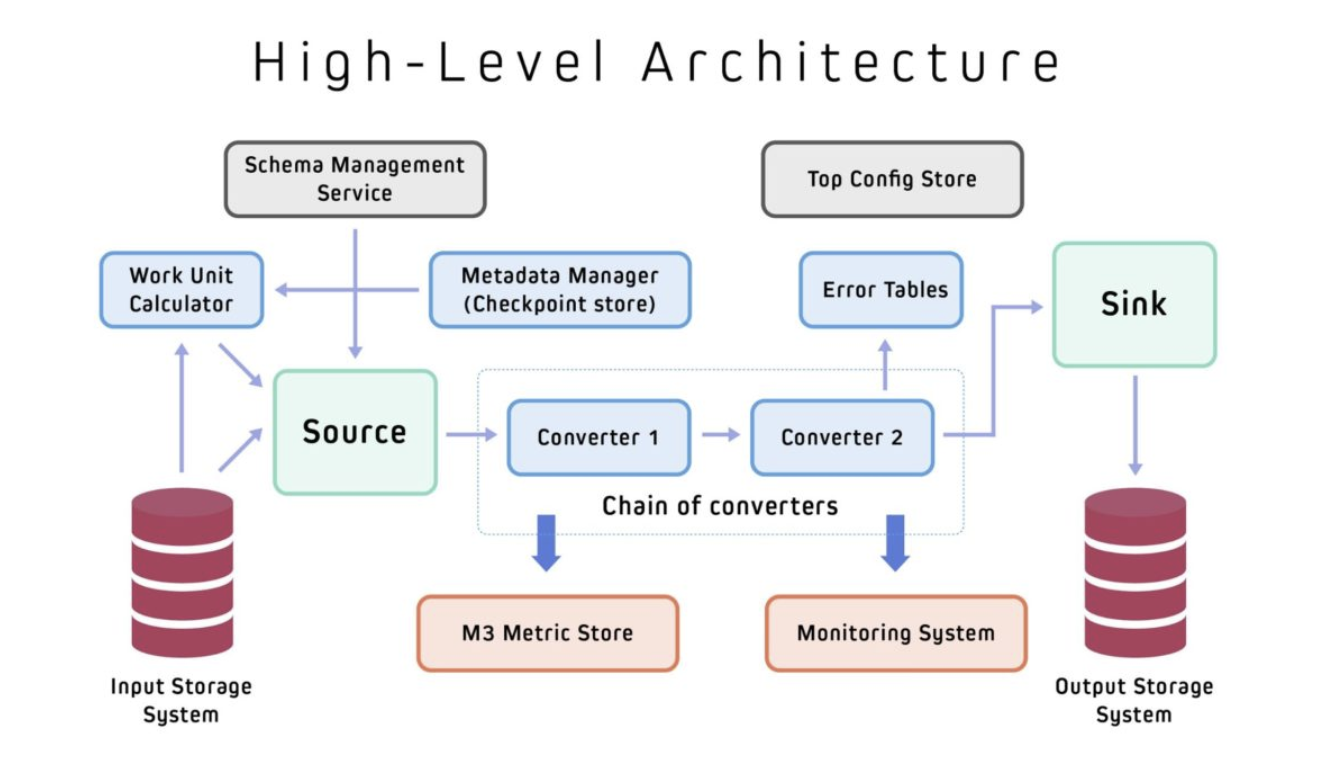 High-Level Architecture
Schema Management
Service
Top Config Store
Work Unit
Calculator
Metadata Manager
(Checkpoint store)
Error Tables
Sink
Source
Converter 1
Converter 2
Chain of converters
M3 Metric Store
Monitoring System
Input Storage
System
Output Storage
System